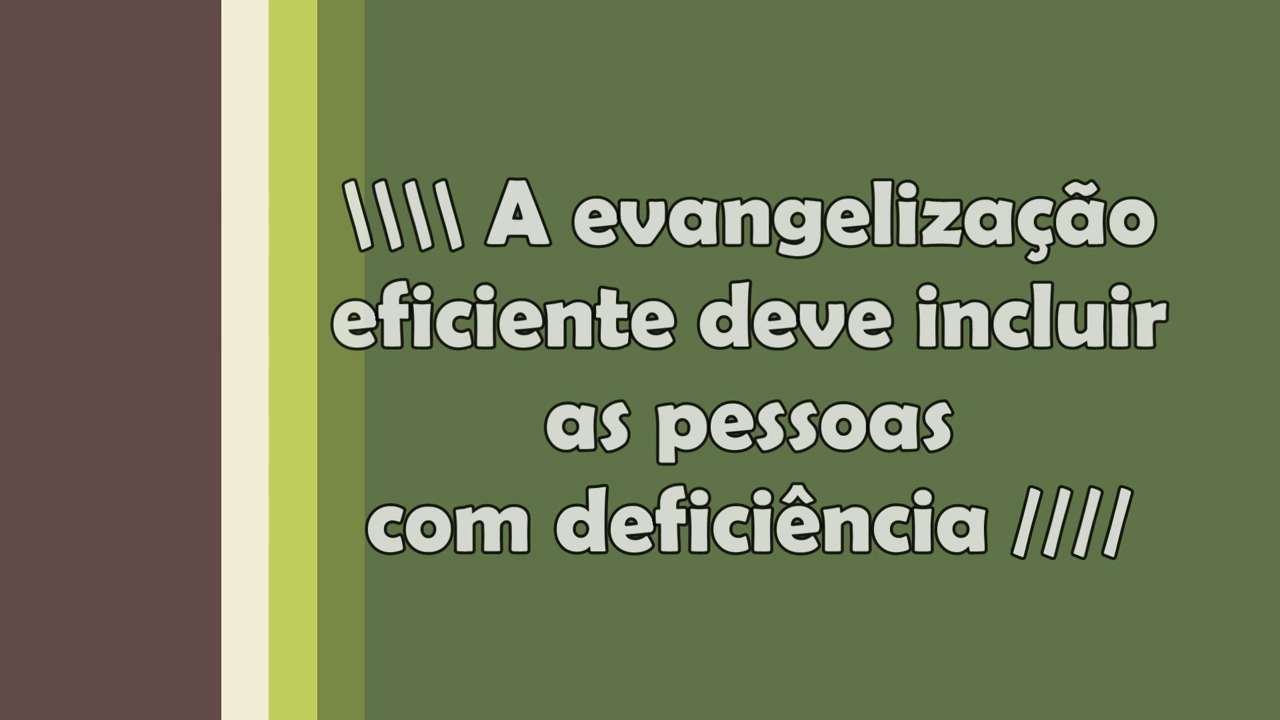 \\\\ A evangelização
eficiente deve incluir
as pessoas
com deficiência ////